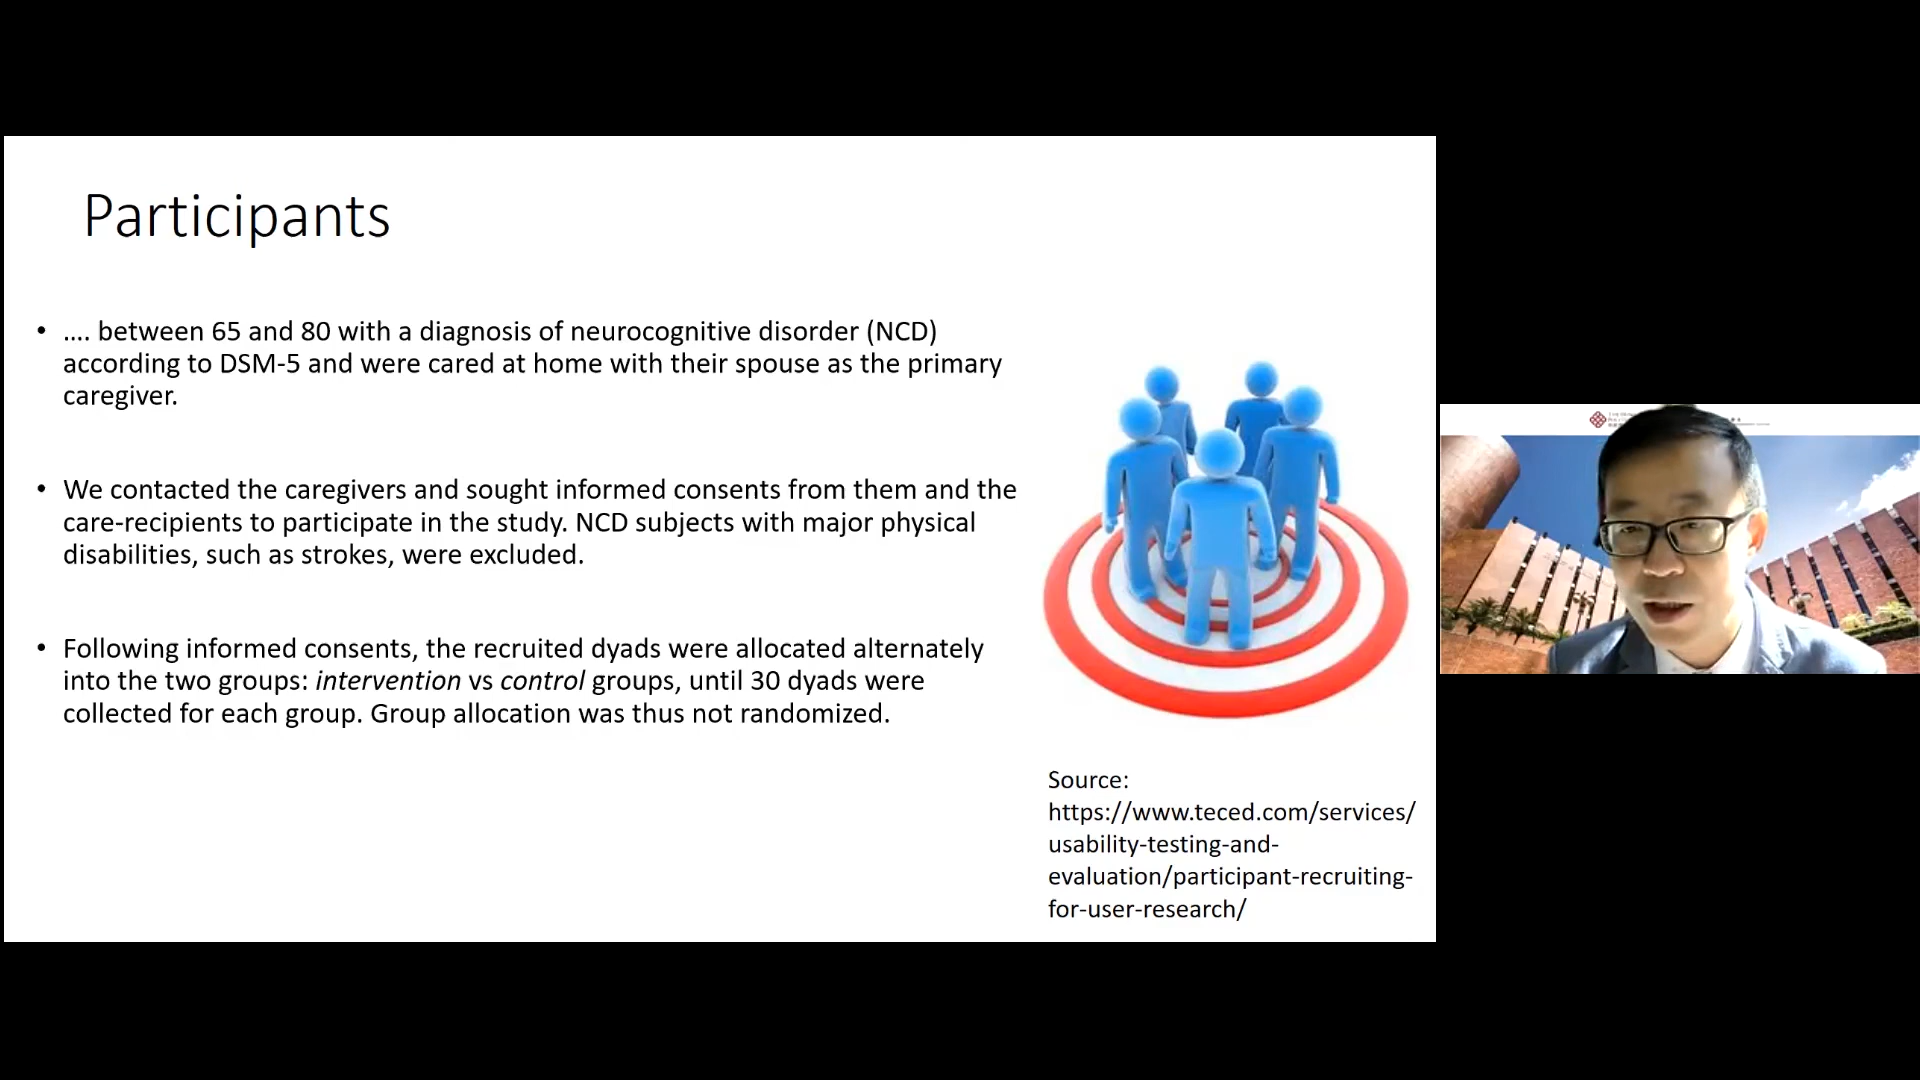 Participants
• .... between 65 and 80 with a diagnosis of neurocognitive disorder (NCD)
according to DSM-5 and were cared at home with their spouse as the primary
caregiver.
• We contacted the caregivers and sought informed consents from them and the
care-recipients to participate in the study. NCD subjects with major physical
disabilities, such as strokes, were excluded.
• Following informed consents, the recruited dyads were allocated alternately
into the two groups: intervention vs control groups, until 30 dyads were
collected for each group. Group allocation was thus not randomized.
Source:
https://www.teced.com/services/
usability-testing-and-
evaluation/participant-recruiting-
for-user-research/